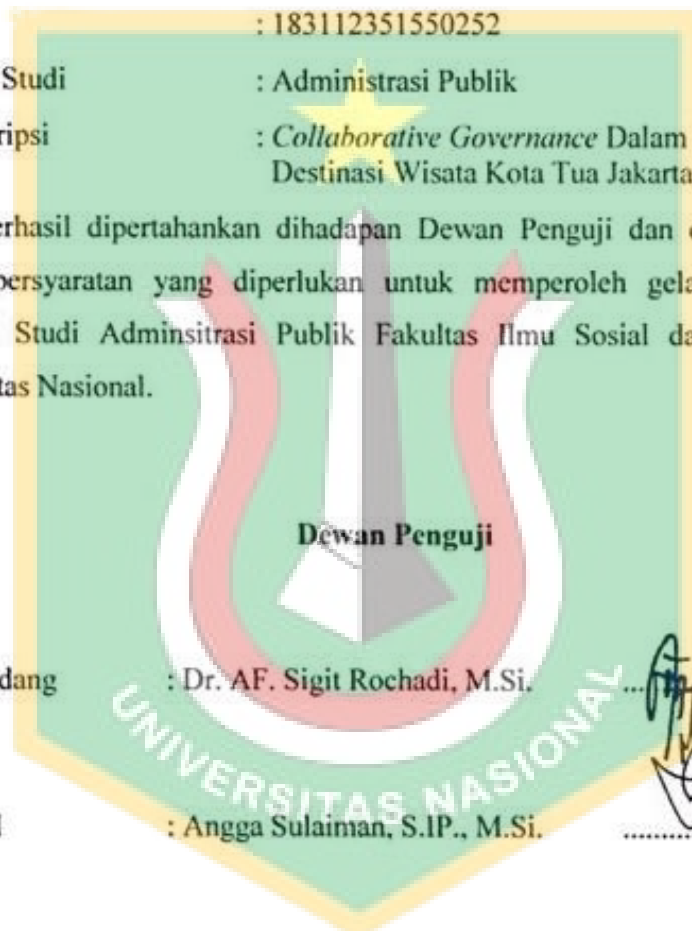 : 183112351550252
Studi : Administrasi Publik
ripsi : Collaborative Governance Dalam
Destinasi Wisata Kota Tua Jakarta
erhasil dipertahankan dihadapan Dewan Penguji dan
persyaratan yang diperlukan untuk memperoleh gela
Studi Adminsitrasi Publik Fakultas Ilmu Sosial da
tas Nasional.
Dewan Penguji
dang : Dr. AF. Sigit Rochadi, M.Si. ...
: Angga Sulaiman, S.IP., M.Si. .........
UNIVERSITAS NASIONAL